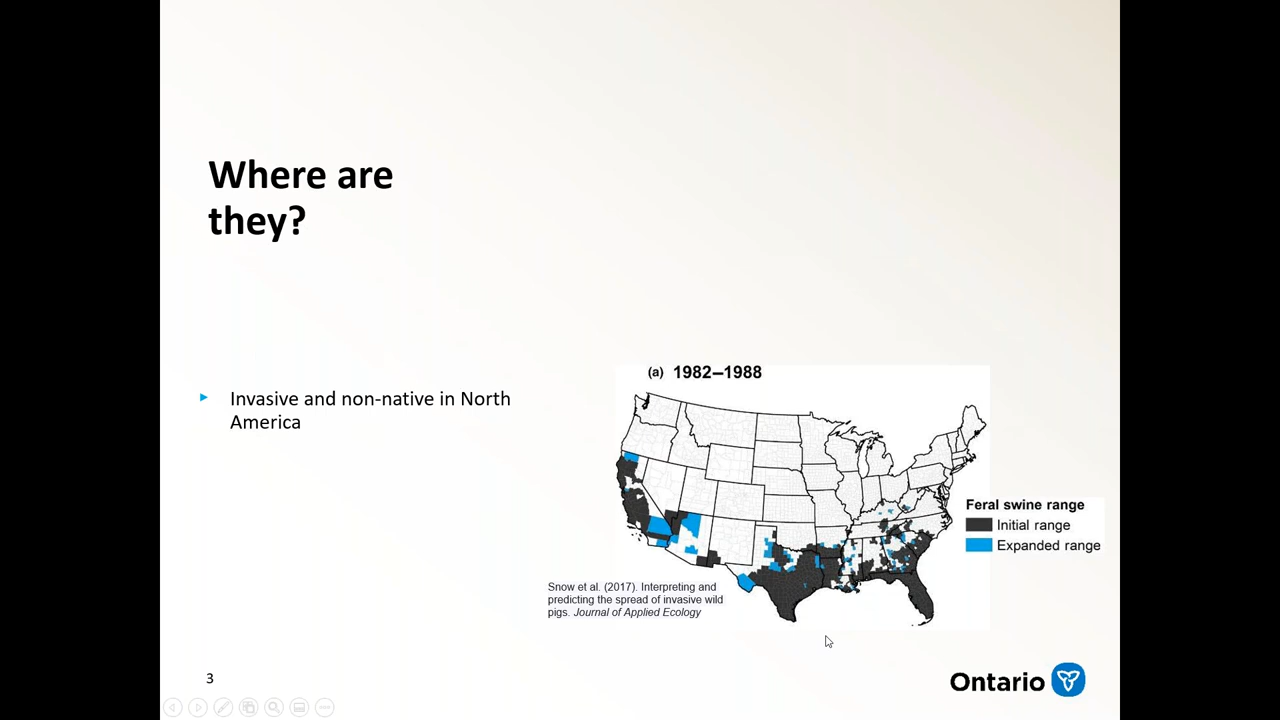 Where are
they?
Invasive and non-native in North
America
(a) 1982–1988
Feral swine range
Initial range
Expanded range
Snow et al. (2017). Interpreting and
predicting the spread of invasive wild
pigs. Journal of Applied Ecology
3
Ontario